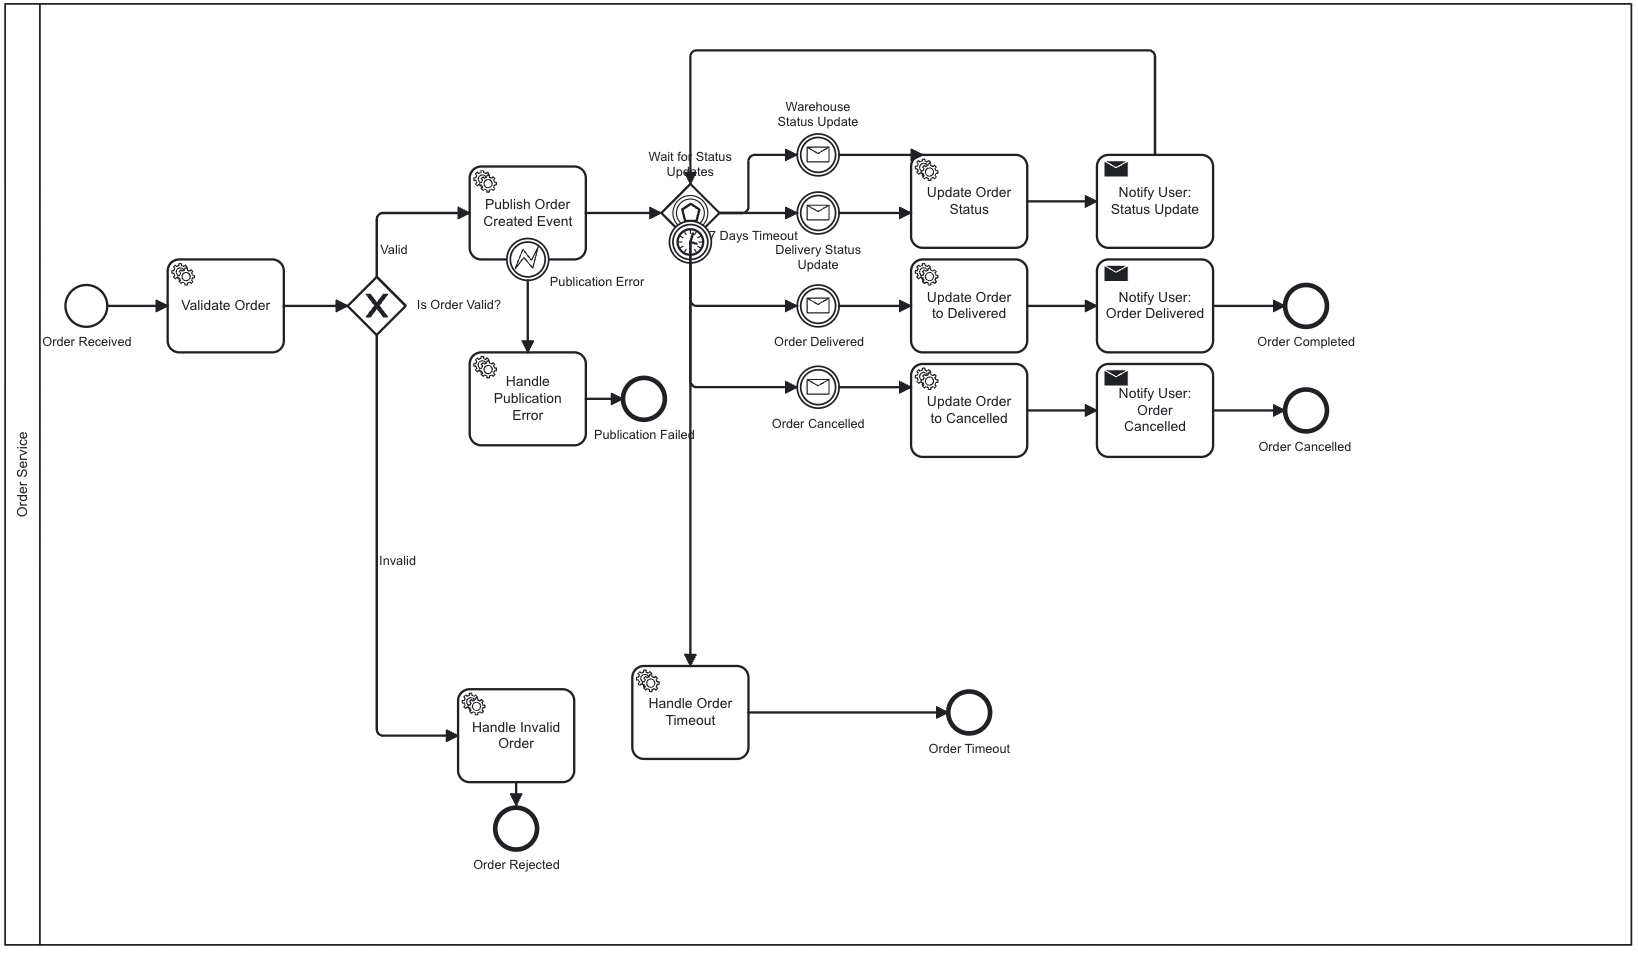 Order Service
Order Received
Validate Order
Is Order Valid?
Valid
Invalid
Publish Order
Created Event
Publication Error
Handle
Publication
Error
Publication Failed
Wait for Status
Updates
7 Days Timeout
Warehouse
Status Update
Delivery Status
Update
Order Delivered
Order Cancelled
Update Order
Status
Notify User:
Status Update
Update Order
to Delivered
Notify User:
Order Delivered
Order Completed
Update Order
to Cancelled
Notify User:
Order
Cancelled
Order Cancelled
Handle Order
Timeout
Order Timeout
Handle Invalid
Order
Order Rejected